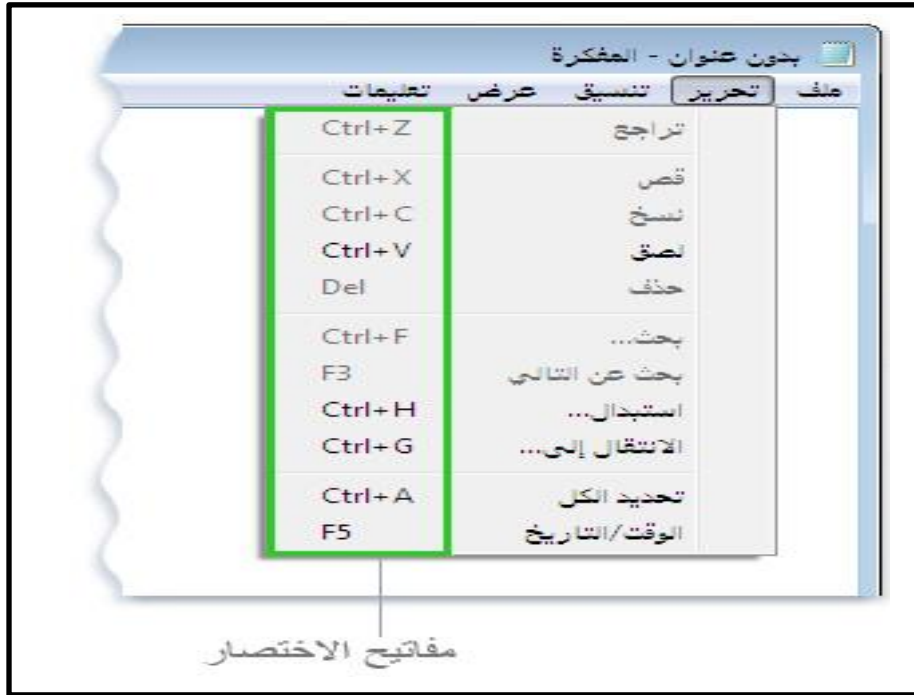 بدون عنوان - المفكرة
ملف تحرير تنسيق عرض تعليمات
تراجع Ctrl+Z
قص Ctrl+X
نسخ Ctrl+C
لصق Ctrl+V
حذف Del
بحث... Ctrl+F
بحث عن التالي F3
استبدال... Ctrl+H
الانتقال إلى... Ctrl+G
تحديد الكل Ctrl+A
الوقت/التاريخ F5
مفاتيح الاختصار